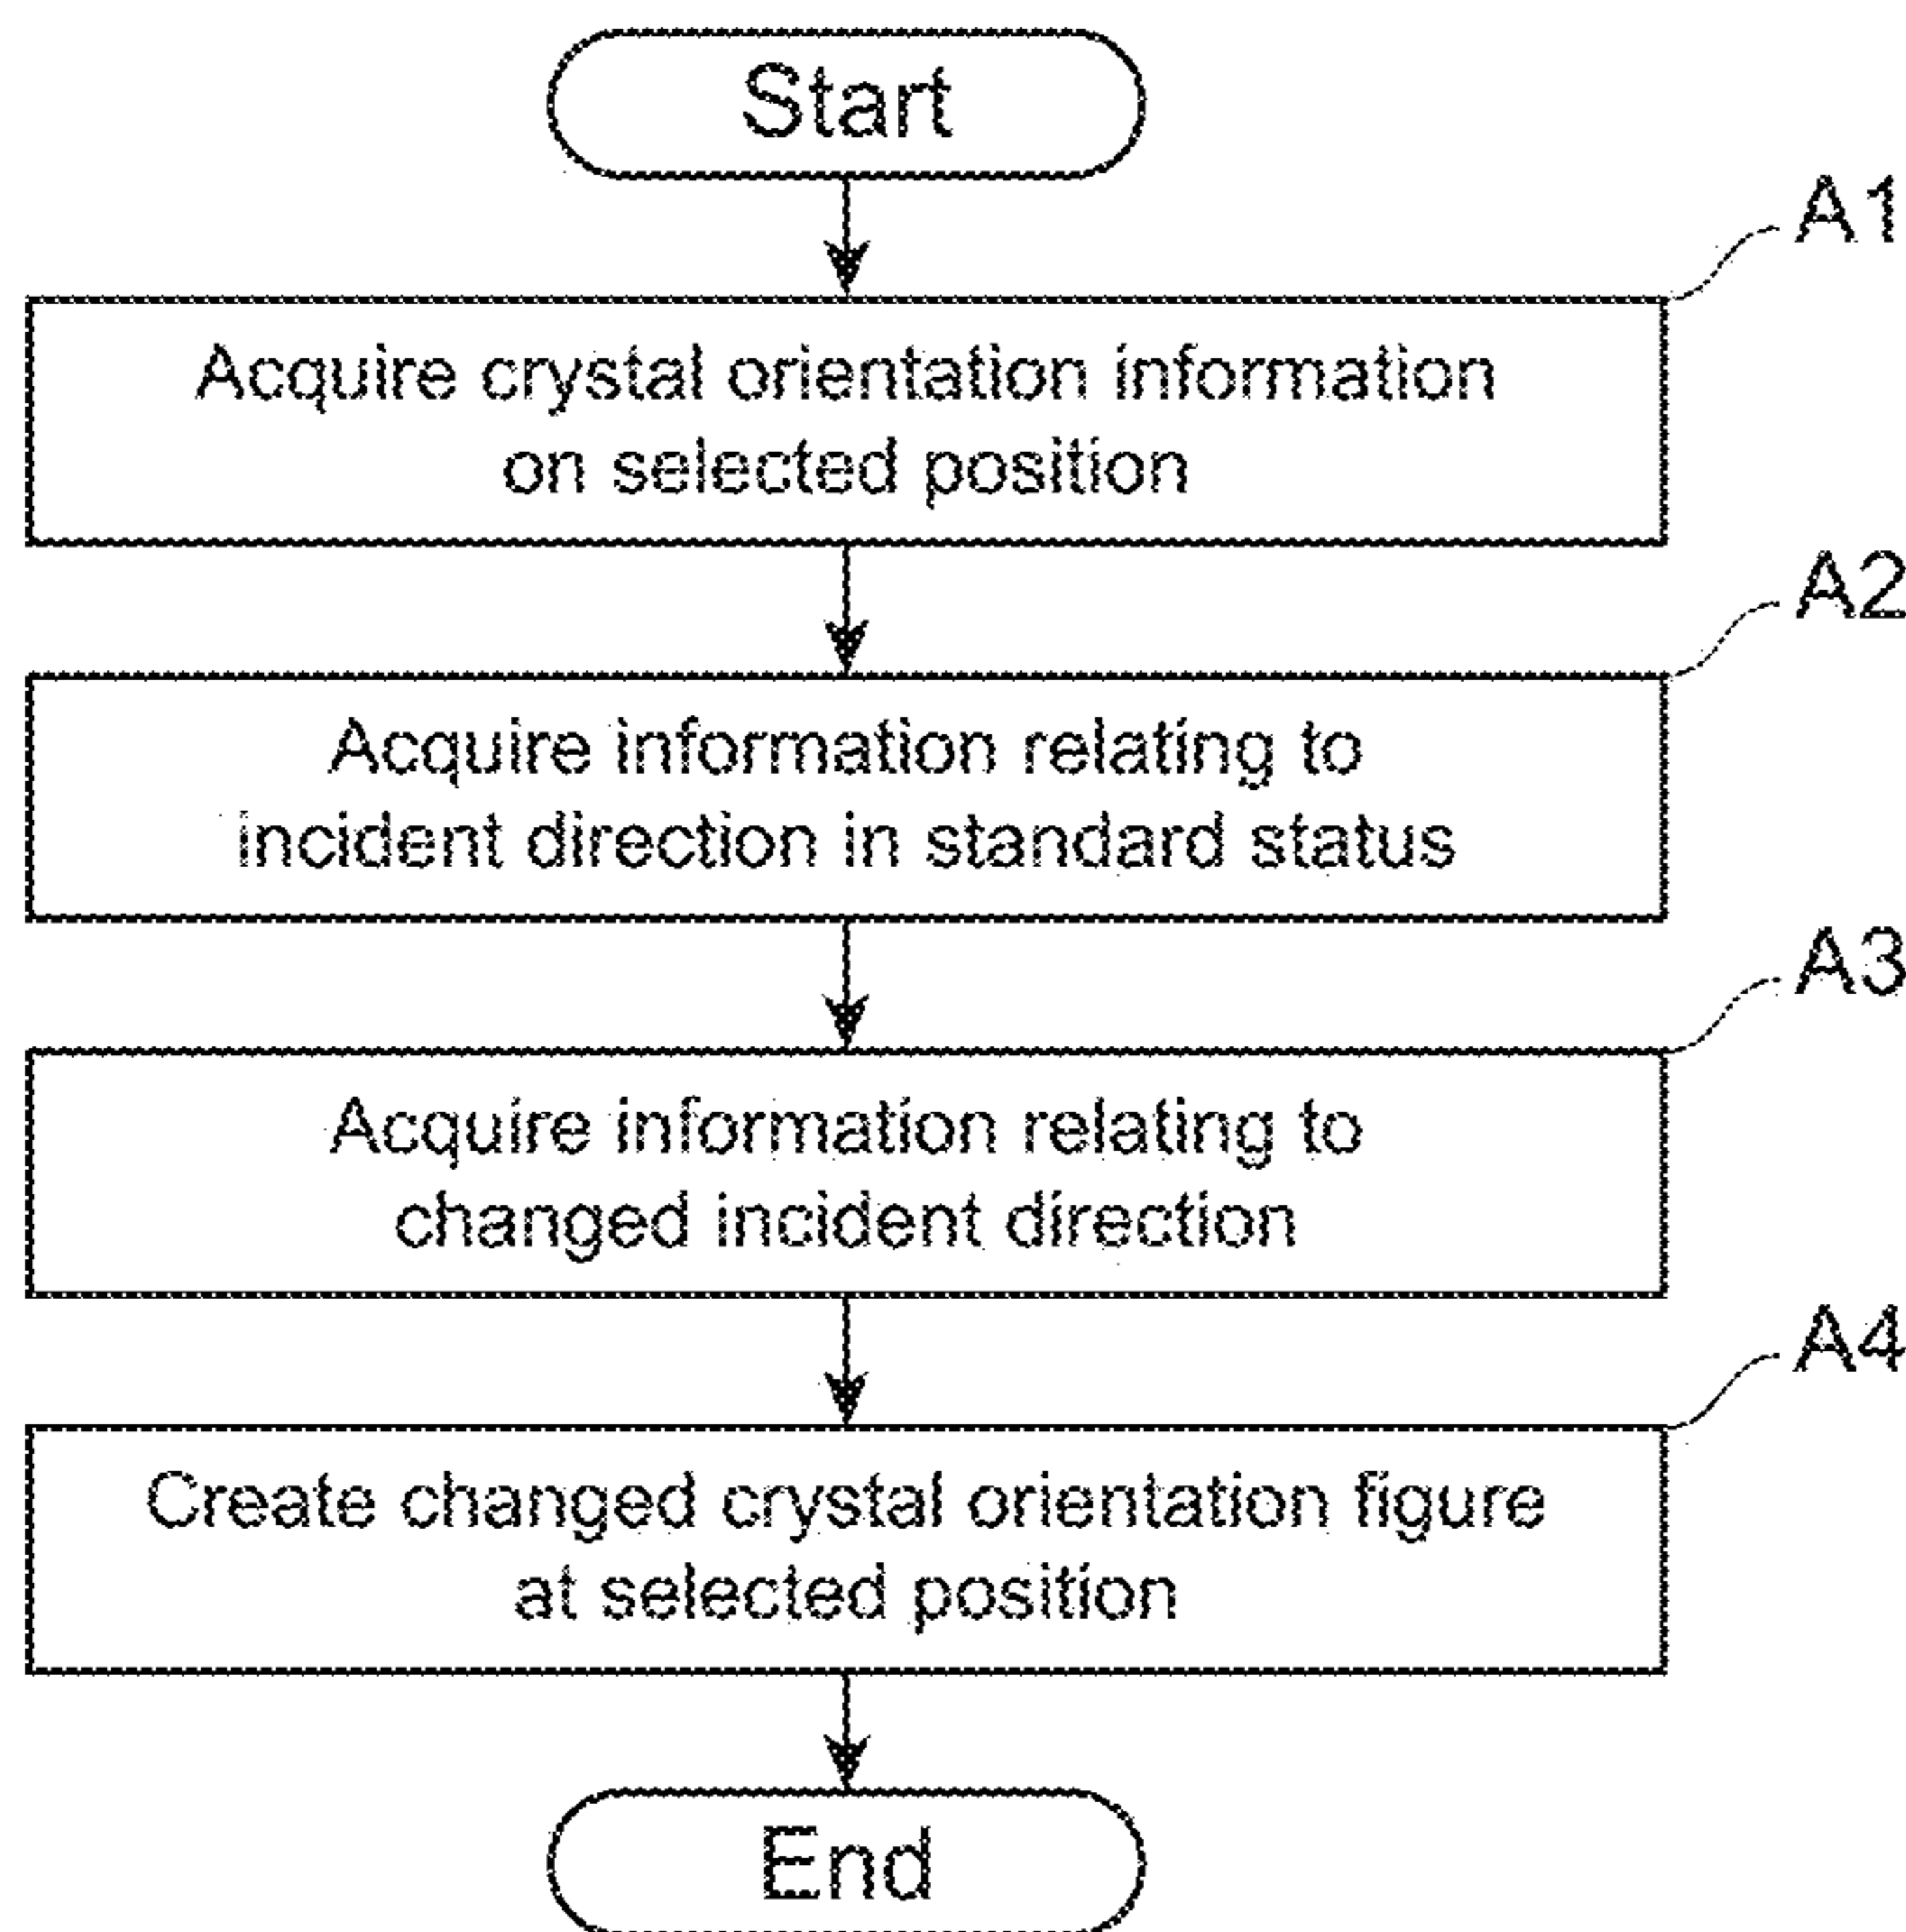 Start
A1
Acquire crystal orientation information
on selected position
A2
Acquire information relating to
incident direction in standard status
A3
Acquire information relating to
changed incident direction
A4
Create changed crystal orientation figure
at selected position
End